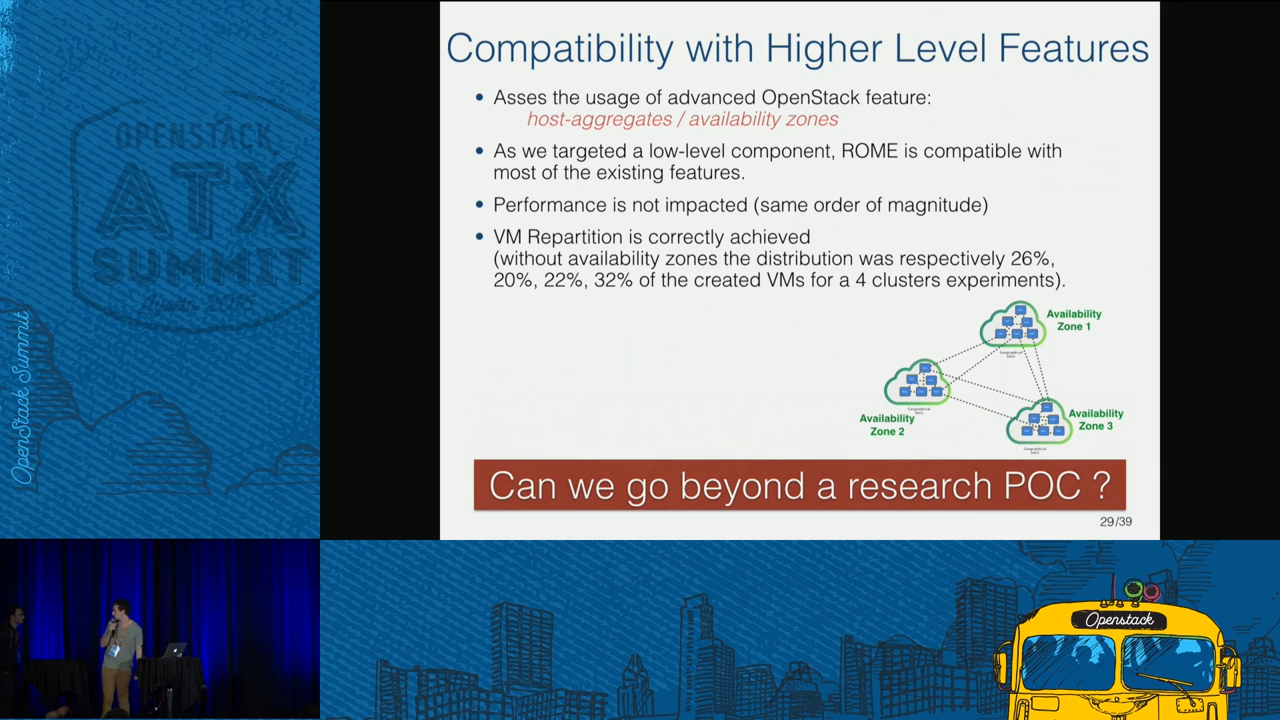 Compatibility with Higher Level Features
• Asses the usage of advanced OpenStack feature:
host-aggregates / availability zones
• As we targeted a low-level component, ROME is compatible with
most of the existing features.
• Performance is not impacted (same order of magnitude)
• VM Repartition is correctly achieved
(without availability zones the distribution was respectively 26%,
20%, 22%, 32% of the created VMs for a 4 clusters experiments).
Availability
Zone 1
Availability
Zone 2
Availability
Zone 3
Can we go beyond a research POC ?
29/39
OPENSTACK
ATX
SUMMIT
OpenStack Summit
Openstack